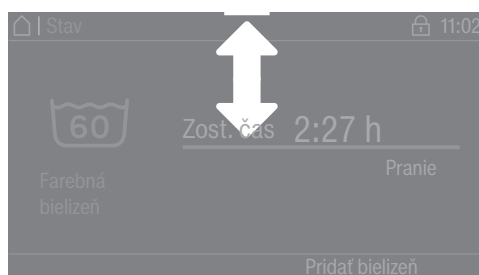 | Stav 11:02
60
Zost. čas 2:27 h
Pranie
Farebná
bielizeň
Pridať bielizeň